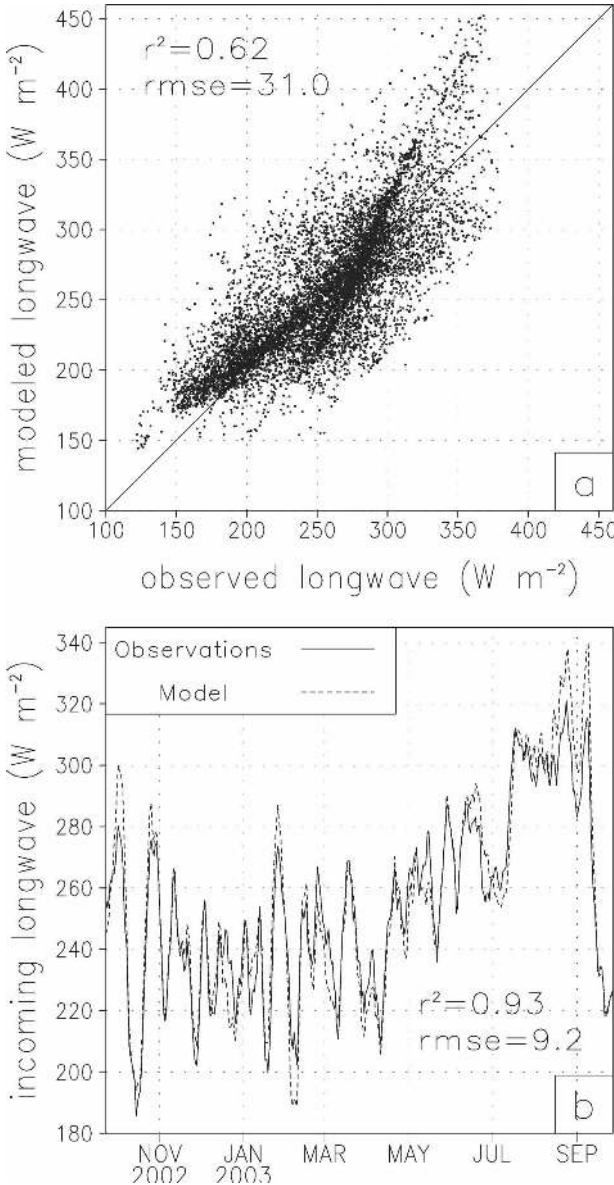 r²=0.62
rmse=31.0
modeled longwave (W m⁻²)
450
400
350
300
250
200
150
100
100 150 200 250 300 350 400 450
a
observed longwave (W m⁻²)
incoming longwave (W m⁻²)
340
320
300
280
260
240
220
200
180
Observations
Model
r²=0.93
rmse=9.2
b
NOV JAN MAR MAY JUL SEP
2002 2003